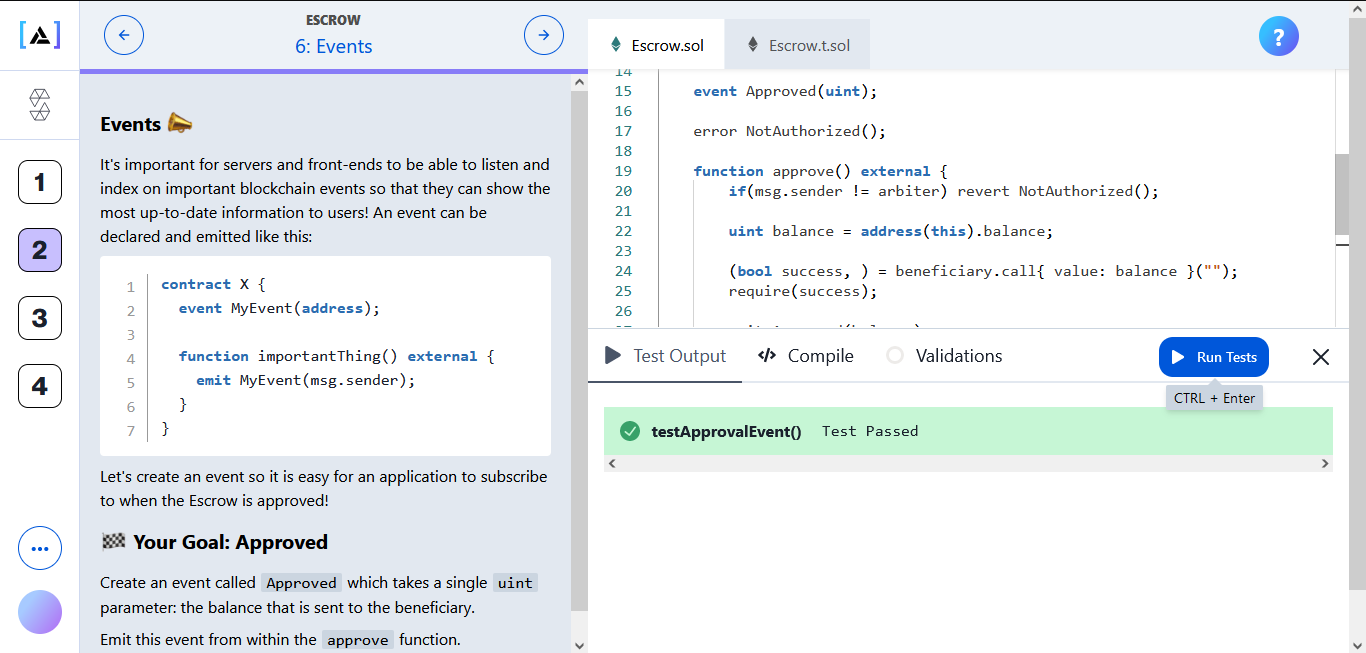 ESCROW
6: Events
1
2
3
4
Events
It's important for servers and front-ends to be able to listen and
index on important blockchain events so that they can show the
most up-to-date information to users! An event can be
declared and emitted like this:
1 contract X {
2 event MyEvent(address);
3
4 function importantThing() external {
5 emit MyEvent(msg.sender);
6 }
7 }
Let's create an event so it is easy for an application to subscribe
to when the Escrow is approved!
Your Goal: Approved
Create an event called Approved which takes a single uint
parameter: the balance that is sent to the beneficiary.
Emit this event from within the approve function.
Escrow.sol
Escrow.t.sol
?
14
15 event Approved(uint);
16
17 error NotAuthorized();
18
19 function approve() external {
20 if(msg.sender != arbiter) revert NotAuthorized();
21
22 uint balance = address(this).balance;
23
24 (bool success, ) = beneficiary.call{ value: balance }("");
25 require(success);
26
Test Output
Compile
Validations
Run Tests
CTRL + Enter
testApprovalEvent() Test Passed